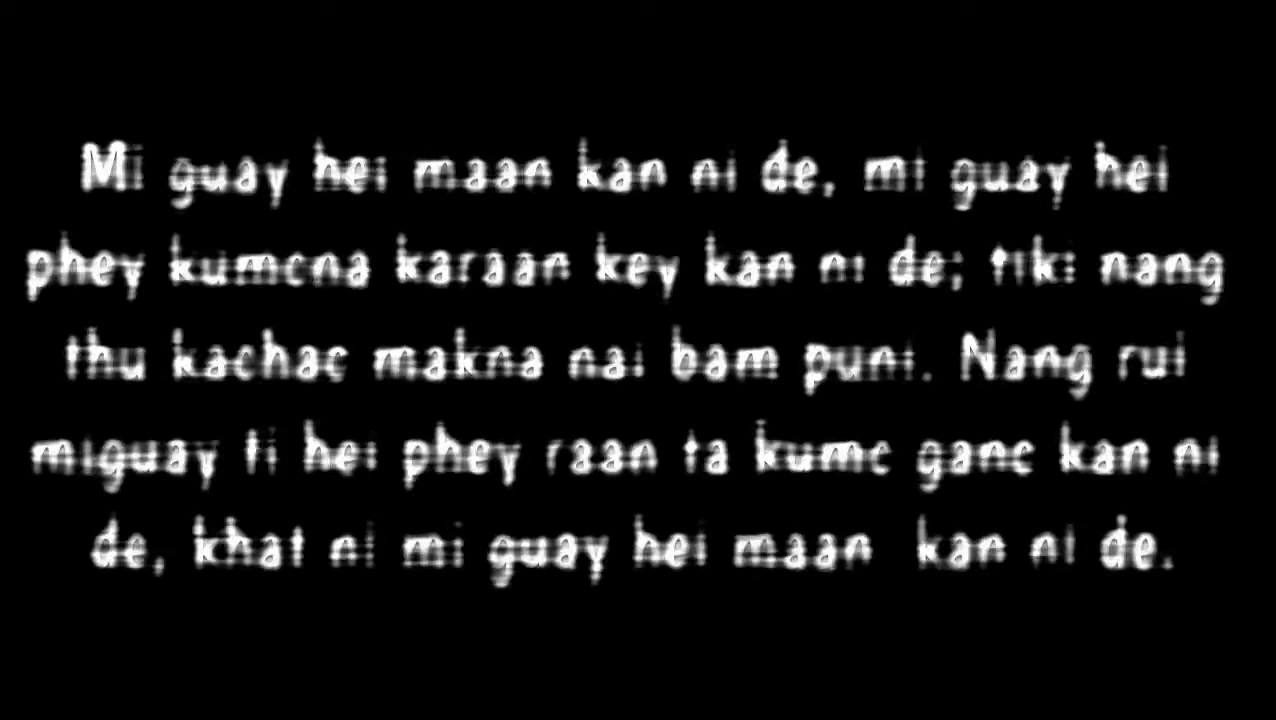 Mi guay hei maan kan ni de, mi guay hei
phey kumcna karaan key kan ni de; tiki nang
thu kachac makna nai bam puni. Nang rui
miguay ti hei phey raan ta kumc ganc kan ni
de, khat ni mi guay hei maan kan ni de.